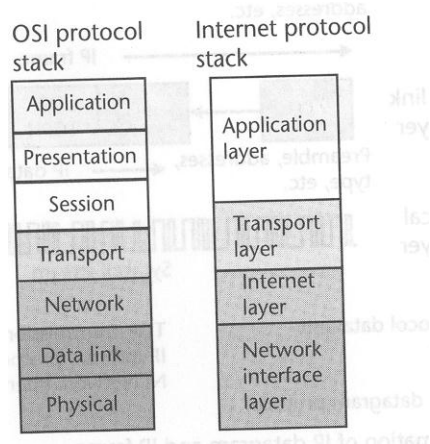 OSI protocol
stack
Application
Presentation
Session
Transport
Network
Data link
Physical
Internet protocol
stack
Application
layer
Transport
layer
Internet
layer
Network
interface
layer